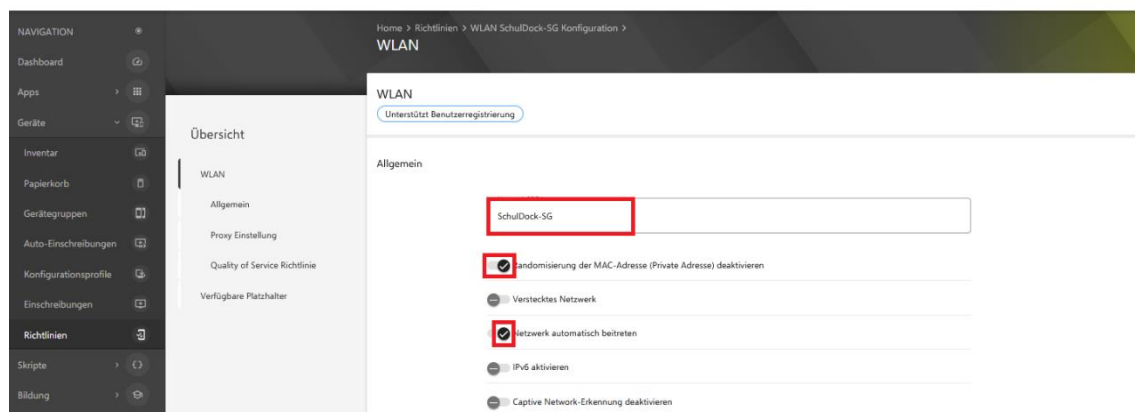 NAVIGATION
Dashboard
Apps
Geräte
Inventar
Papierkorb
Gerätegruppen
Auto-Einschreibungen
Konfigurationsprofile
Einschreibungen
Richtlinien
Skripte
Bildung
Übersicht
WLAN
Allgemein
Proxy Einstellung
Quality of Service Richtlinie
Verfügbare Platzhalter
Home > Richtlinien > WLAN SchulDock-SG Konfiguration >
WLAN
WLAN
Unterstützt Benutzerregistrierung
Allgemein
SchulDock-SG
Randomisierung der MAC-Adresse (Private Adresse) deaktivieren
Verstecktes Netzwerk
Netzwerk automatisch beitreten
IPv6 aktivieren
Captive Network-Erkennung deaktivieren